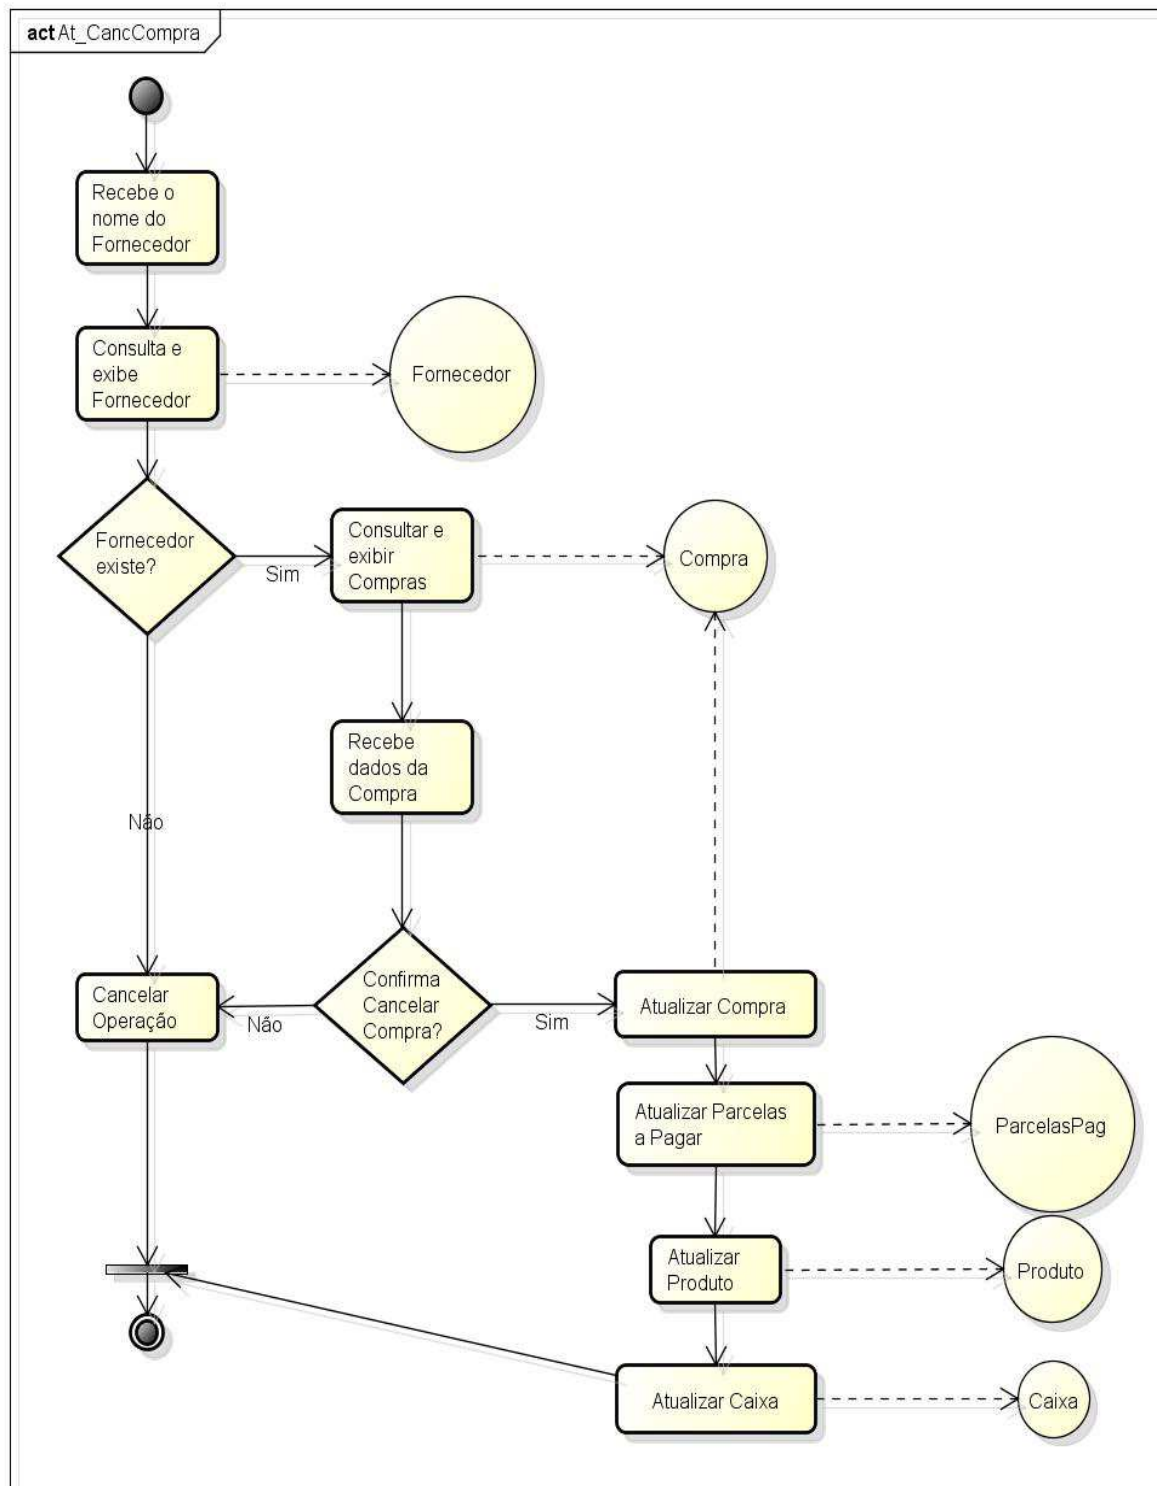 act At_CancCompra
Recebe o
nome do
Fornecedor
Consulta e
exibe
Fornecedor
Fornecedor
Fornecedor
existe?
Sim
Consultar e
exibir
Compras
Compra
Recebe
dados da
Compra
Não
Cancelar
Operação
Não
Confirma
Cancelar
Compra?
Sim
Atualizar Compra
Atualizar Parcelas
a Pagar
ParcelasPag
Atualizar
Produto
Produto
Atualizar Caixa
Caixa